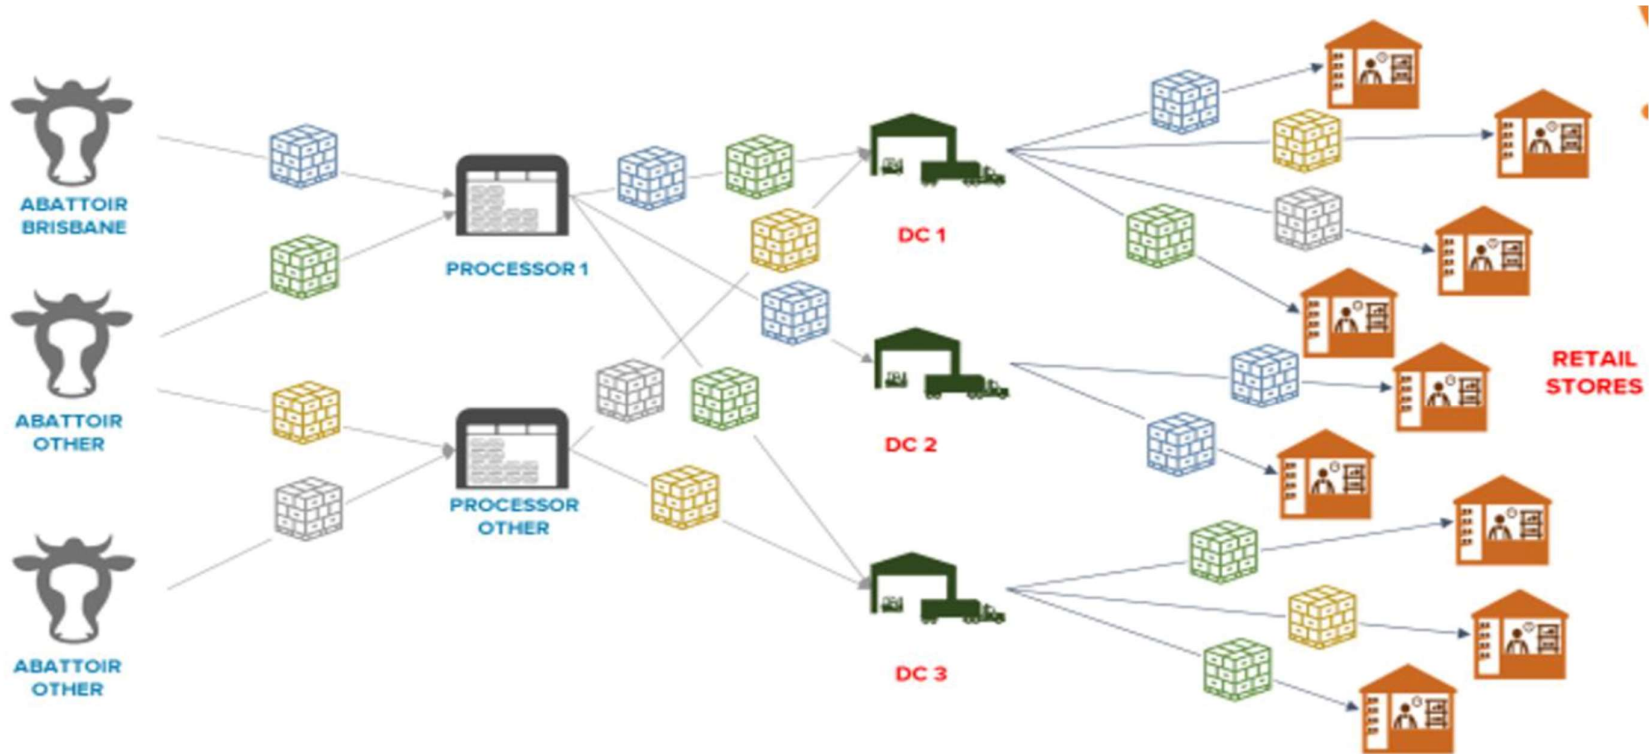 ABATTOIR
BRISBANE
PROCESSOR 1
DC 1
ABATTOIR
OTHER
DC 2
RETAIL
STORES
PROCESSOR
OTHER
ABATTOIR
OTHER
DC 3